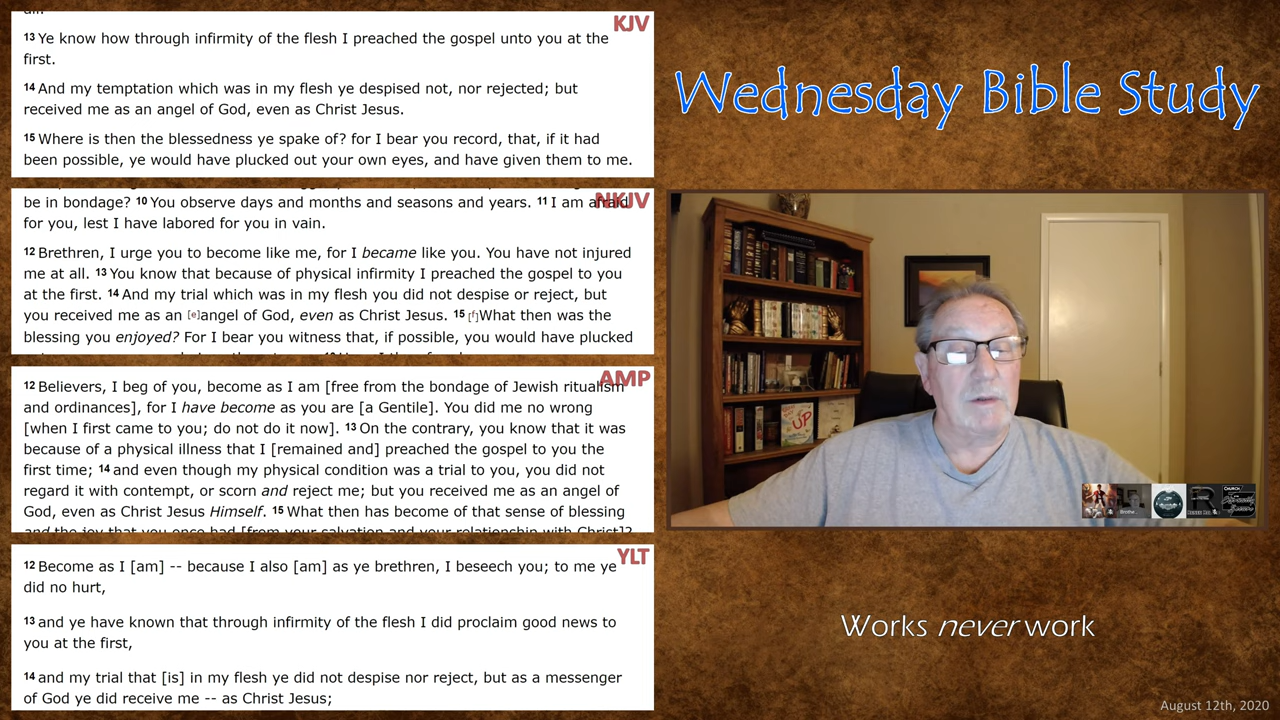 all.
KJV
13 Ye know how through infirmity of the flesh I preached the gospel unto you at the
first.
14 And my temptation which was in my flesh ye despised not, nor rejected; but
received me as an angel of God, even as Christ Jesus.
15 Where is then the blessedness ye spake of? for I bear you record, that, if it had
been possible, ye would have plucked out your own eyes, and have given them to me.
NKJV
be in bondage? 10 You observe days and months and seasons and years. 11 I am afraid
for you, lest I have labored for you in vain.
12 Brethren, I urge you to become like me, for I became like you. You have not injured
me at all. 13 You know that because of physical infirmity I preached the gospel to you
at the first. 14 And my trial which was in my flesh you did not despise or reject, but
you received me as an [e]angel of God, even as Christ Jesus. 15 [f]What then was the
blessing you enjoyed? For I bear you witness that, if possible, you would have plucked
AMP
12 Believers, I beg of you, become as I am [free from the bondage of Jewish ritualism
and ordinances], for I have become as you are [a Gentile]. You did me no wrong
[when I first came to you; do not do it now]. 13 On the contrary, you know that it was
because of a physical illness that I [remained and] preached the gospel to you the
first time; 14 and even though my physical condition was a trial to you, you did not
regard it with contempt, or scorn and reject me; but you received me as an angel of
God, even as Christ Jesus Himself. 15 What then has become of that sense of blessing
and the joy that you once had [from your salvation and your relationship with Christ]?
YLT
12 Become as I [am] -- because I also [am] as ye brethren, I beseech you; to me ye
did no hurt,
13 and ye have known that through infirmity of the flesh I did proclaim good news to
you at the first,
14 and my trial that [is] in my flesh ye did not despise nor reject, but as a messenger
of God ye did receive me -- as Christ Jesus;
Wednesday Bible Study
UP
Brothe...
CHURCH
Works never work
August 12th, 2020